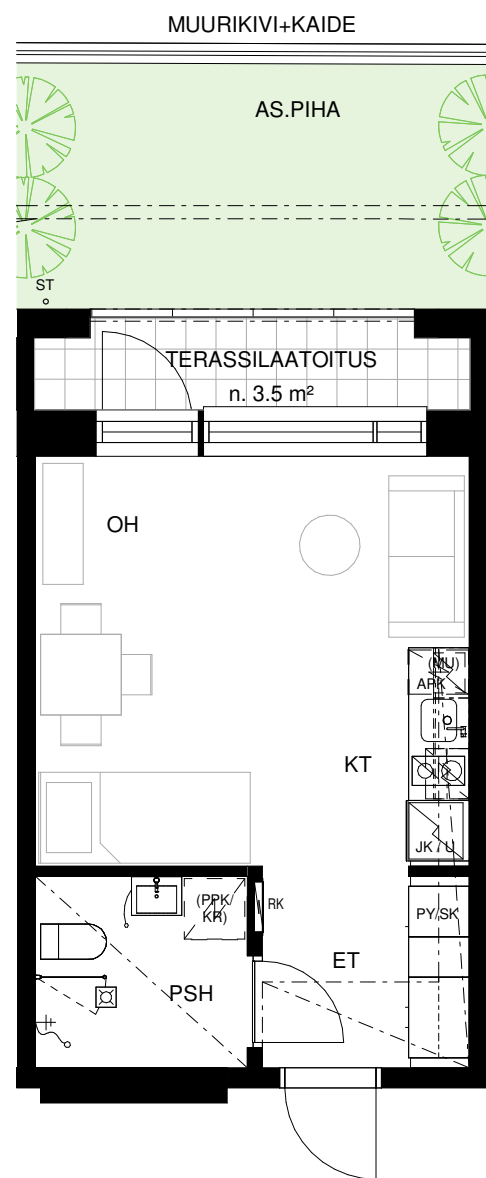 MUURIKIVI+KAIDE
AS.PIHA
ST
TERASSILAATOITUS
n. 3.5 m²
OH
(MU)
APK
KT
JK / U
(PPK/
KR)
RK
PY/SK
ET
PSH